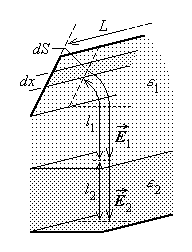 L
dS
dx
ε₁
l₁
E₁
l₂
E₂
ε₂